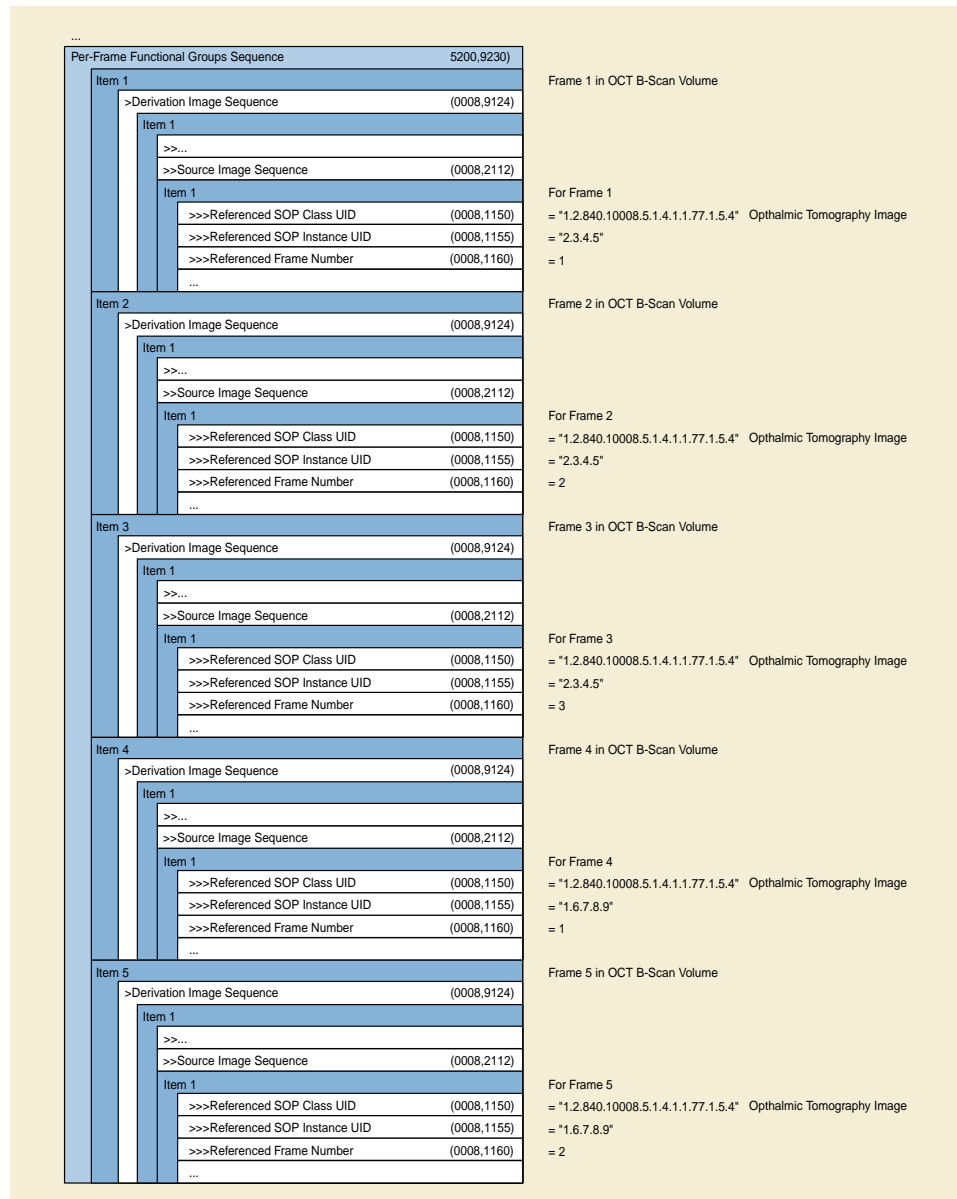 ...
Per-Frame Functional Groups Sequence 5200,9230)
Item 1 Frame 1 in OCT B-Scan Volume
>Derivation Image Sequence (0008,9124)
Item 1
>>...
>>Source Image Sequence (0008,2112)
Item 1 For Frame 1
>>>Referenced SOP Class UID (0008,1150) = "1.2.840.10008.5.1.4.1.1.77.1.5.4" Opthalmic Tomography Image
>>>Referenced SOP Instance UID (0008,1155) = "2.3.4.5"
>>>Referenced Frame Number (0008,1160) = 1
...
Item 2 Frame 2 in OCT B-Scan Volume
>Derivation Image Sequence (0008,9124)
Item 1
>>...
>>Source Image Sequence (0008,2112)
Item 1 For Frame 2
>>>Referenced SOP Class UID (0008,1150) = "1.2.840.10008.5.1.4.1.1.77.1.5.4" Opthalmic Tomography Image
>>>Referenced SOP Instance UID (0008,1155) = "2.3.4.5"
>>>Referenced Frame Number (0008,1160) = 2
...
Item 3 Frame 3 in OCT B-Scan Volume
>Derivation Image Sequence (0008,9124)
Item 1
>>...
>>Source Image Sequence (0008,2112)
Item 1 For Frame 3
>>>Referenced SOP Class UID (0008,1150) = "1.2.840.10008.5.1.4.1.1.77.1.5.4" Opthalmic Tomography Image
>>>Referenced SOP Instance UID (0008,1155) = "2.3.4.5"
>>>Referenced Frame Number (0008,1160) = 3
...
Item 4 Frame 4 in OCT B-Scan Volume
>Derivation Image Sequence (0008,9124)
Item 1
>>...
>>Source Image Sequence (0008,2112)
Item 1 For Frame 4
>>>Referenced SOP Class UID (0008,1150) = "1.2.840.10008.5.1.4.1.1.77.1.5.4" Opthalmic Tomography Image
>>>Referenced SOP Instance UID (0008,1155) = "1.6.7.8.9"
>>>Referenced Frame Number (0008,1160) = 1
...
Item 5 Frame 5 in OCT B-Scan Volume
>Derivation Image Sequence (0008,9124)
Item 1
>>...
>>Source Image Sequence (0008,2112)
Item 1 For Frame 5
>>>Referenced SOP Class UID (0008,1150) = "1.2.840.10008.5.1.4.1.1.77.1.5.4" Opthalmic Tomography Image
>>>Referenced SOP Instance UID (0008,1155) = "1.6.7.8.9"
>>>Referenced Frame Number (0008,1160) = 2
...